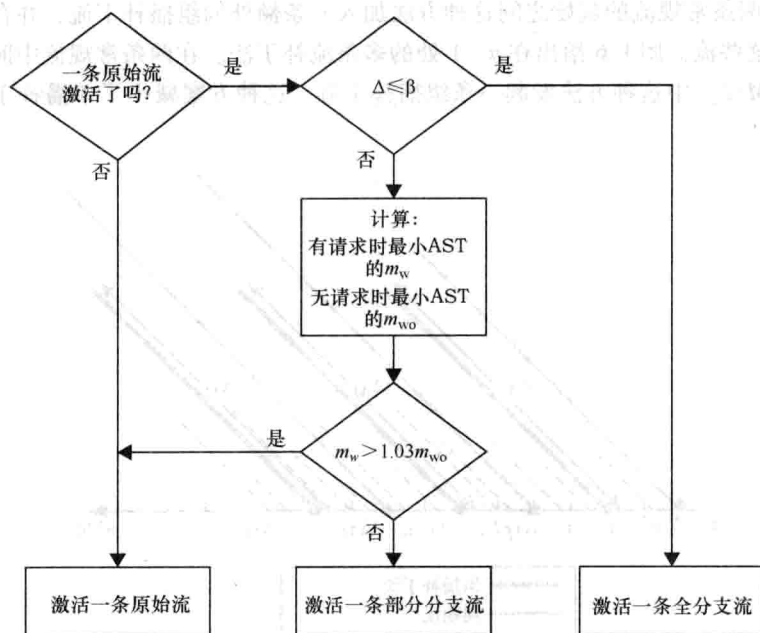 一条原始流
激活了吗?
是
Δ≤β
是
否
否
计算:
有请求时最小AST
的m_w
无请求时最小AST
的m_wo
是
m_w>1.03m_wo
否
激活一条原始流
激活一条部分分支流
激活一条全分支流